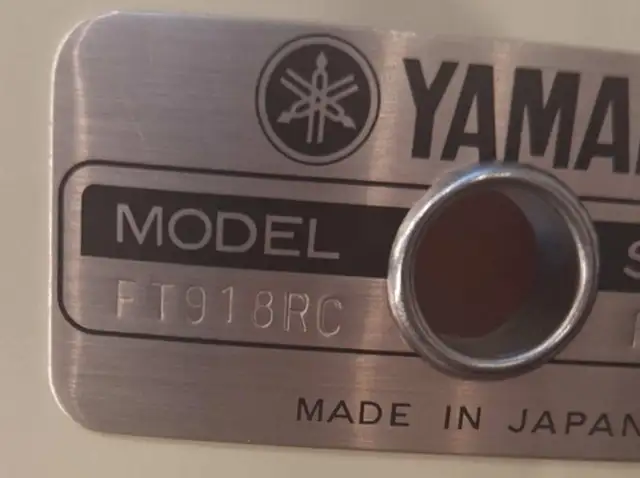 YAMA
MODEL S
FT918RC
MADE IN JAPAN